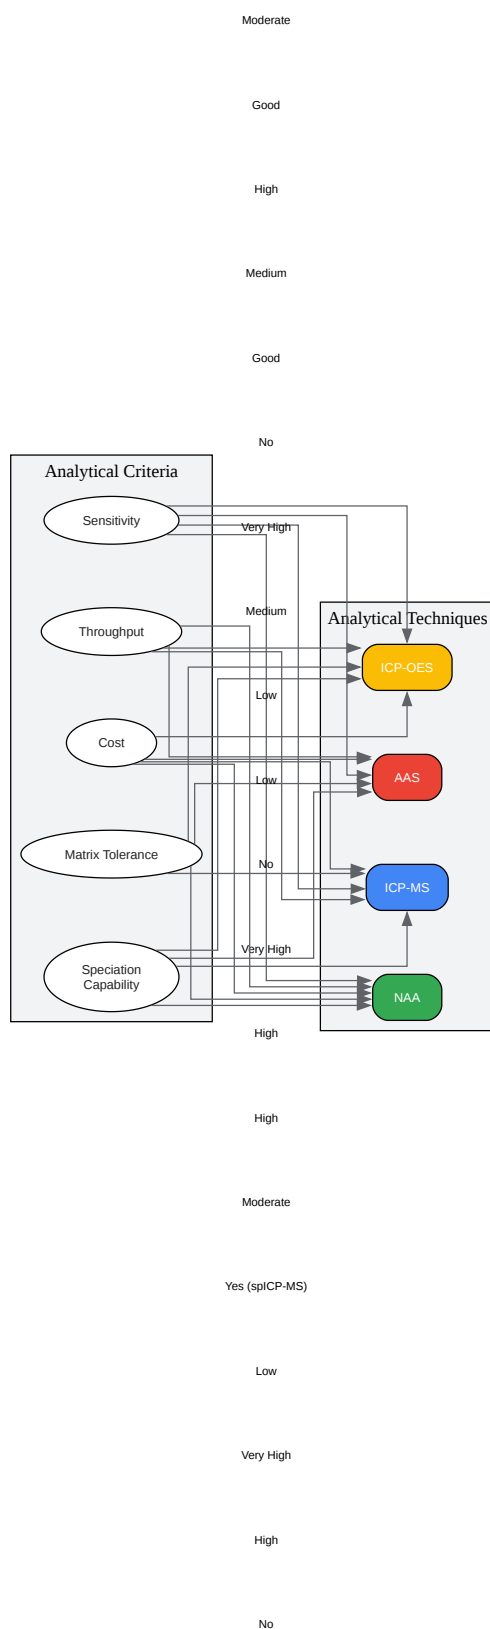 Moderate
Good
High
Medium
Good
No
Analytical Criteria
Sensitivity
Very High
Medium
Analytical Techniques
Throughput
ICP-OES
Low
Cost
AAS
Low
Matrix Tolerance
No
ICP-MS
Very High
Speciation
Capability
NAA
High
High
Moderate
Yes (spICP-MS)
Low
Very High
High
No